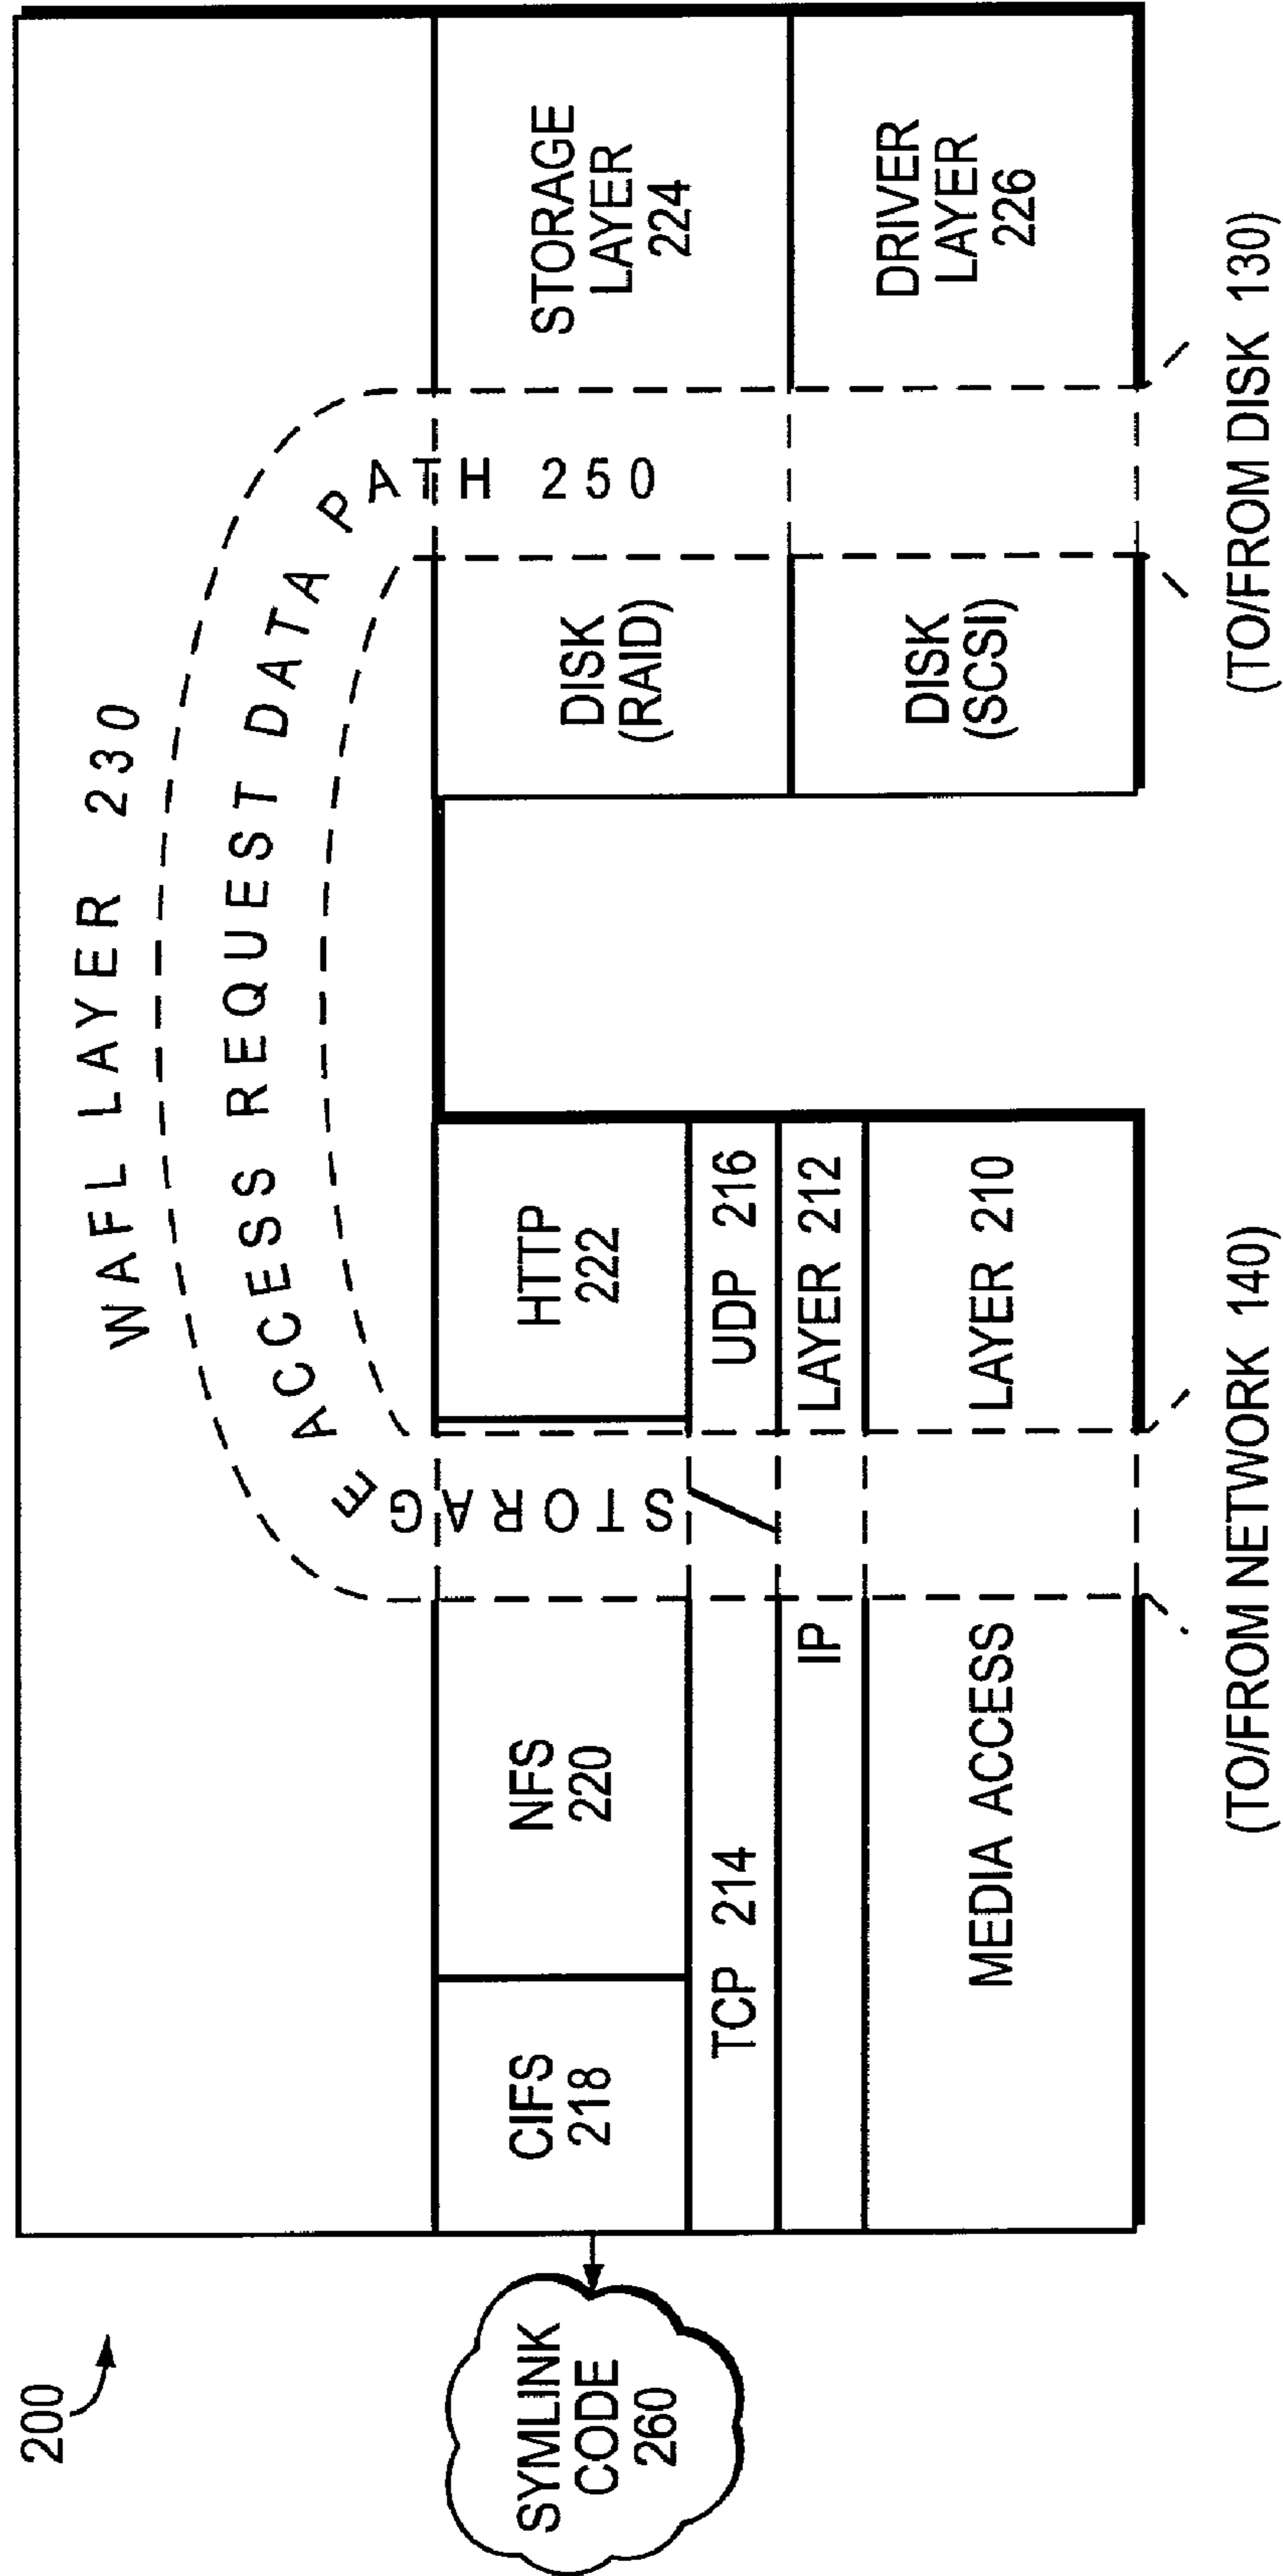 200
WAFL LAYER 230
STORAGE ACCESS REQUEST DATA PATH 250
SYMLINK
CODE
260
CIFS
218
NFS
220
HTTP
222
TCP 214
UDP 216
IP
LAYER 212
MEDIA ACCESS
LAYER 210
(TO/FROM NETWORK 140)
DISK
(RAID)
STORAGE
LAYER
224
DISK
(SCSI)
DRIVER
LAYER
226
(TO/FROM DISK 130)